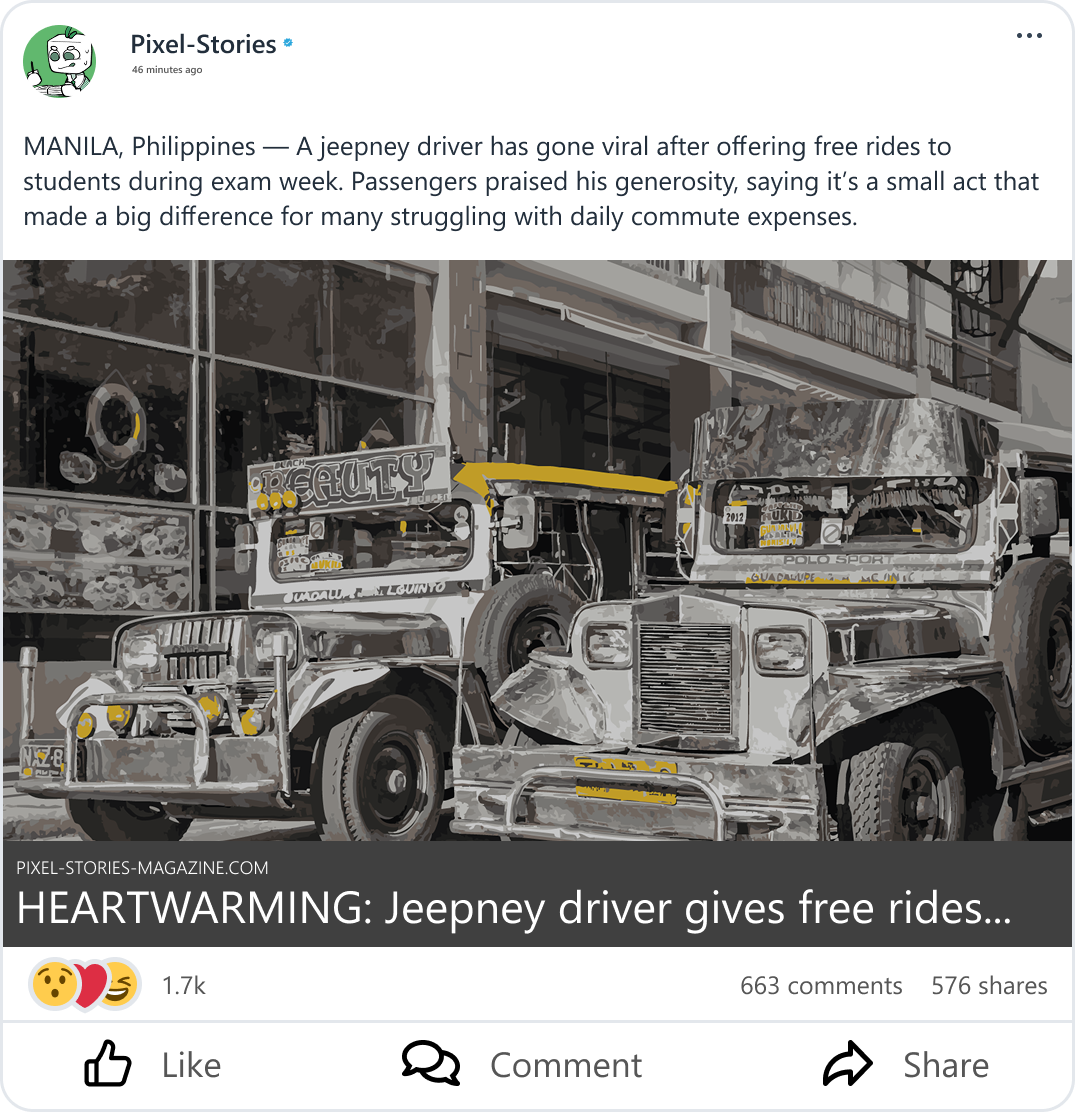 Pixel-Stories
46 minutes ago
MANILA, Philippines — A jeepney driver has gone viral after offering free rides to
students during exam week. Passengers praised his generosity, saying it’s a small act that
made a big difference for many struggling with daily commute expenses.
BLACK
BEAUTY
2012
POLO SPORT
GUADALUPE
L.GUINTO
GUADALUPE
PIXEL-STORIES-MAGAZINE.COM
HEARTWARMING: Jeepney driver gives free rides...
1.7k
663 comments 576 shares
Like Comment Share